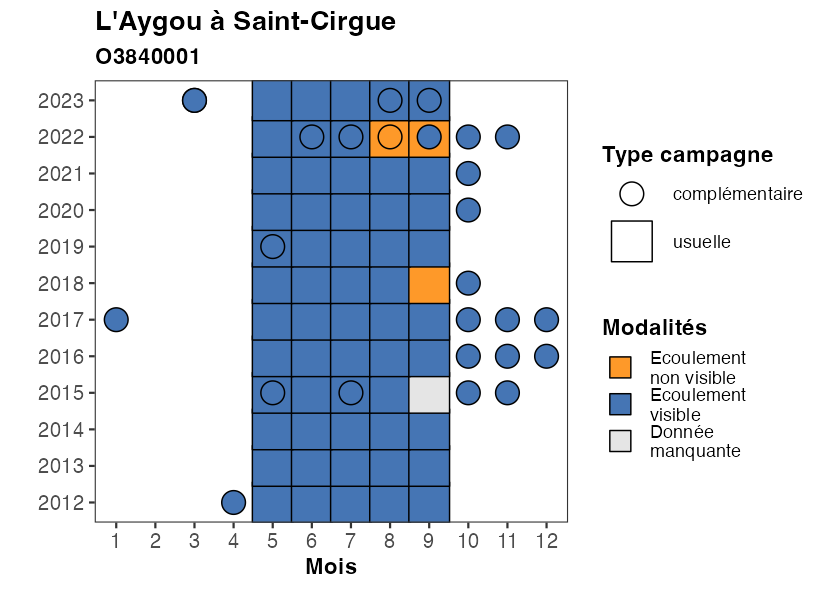 L'Aygou à Saint-Cirgue
O3840001
2023
2022
2021
2020
2019
2018
2017
2016
2015
2014
2013
2012
1 2 3 4 5 6 7 8 9 10 11 12
Mois
Type campagne
complémentaire
usuelle
Modalités
Ecoulement
non visible
Ecoulement
visible
Donnée
manquante